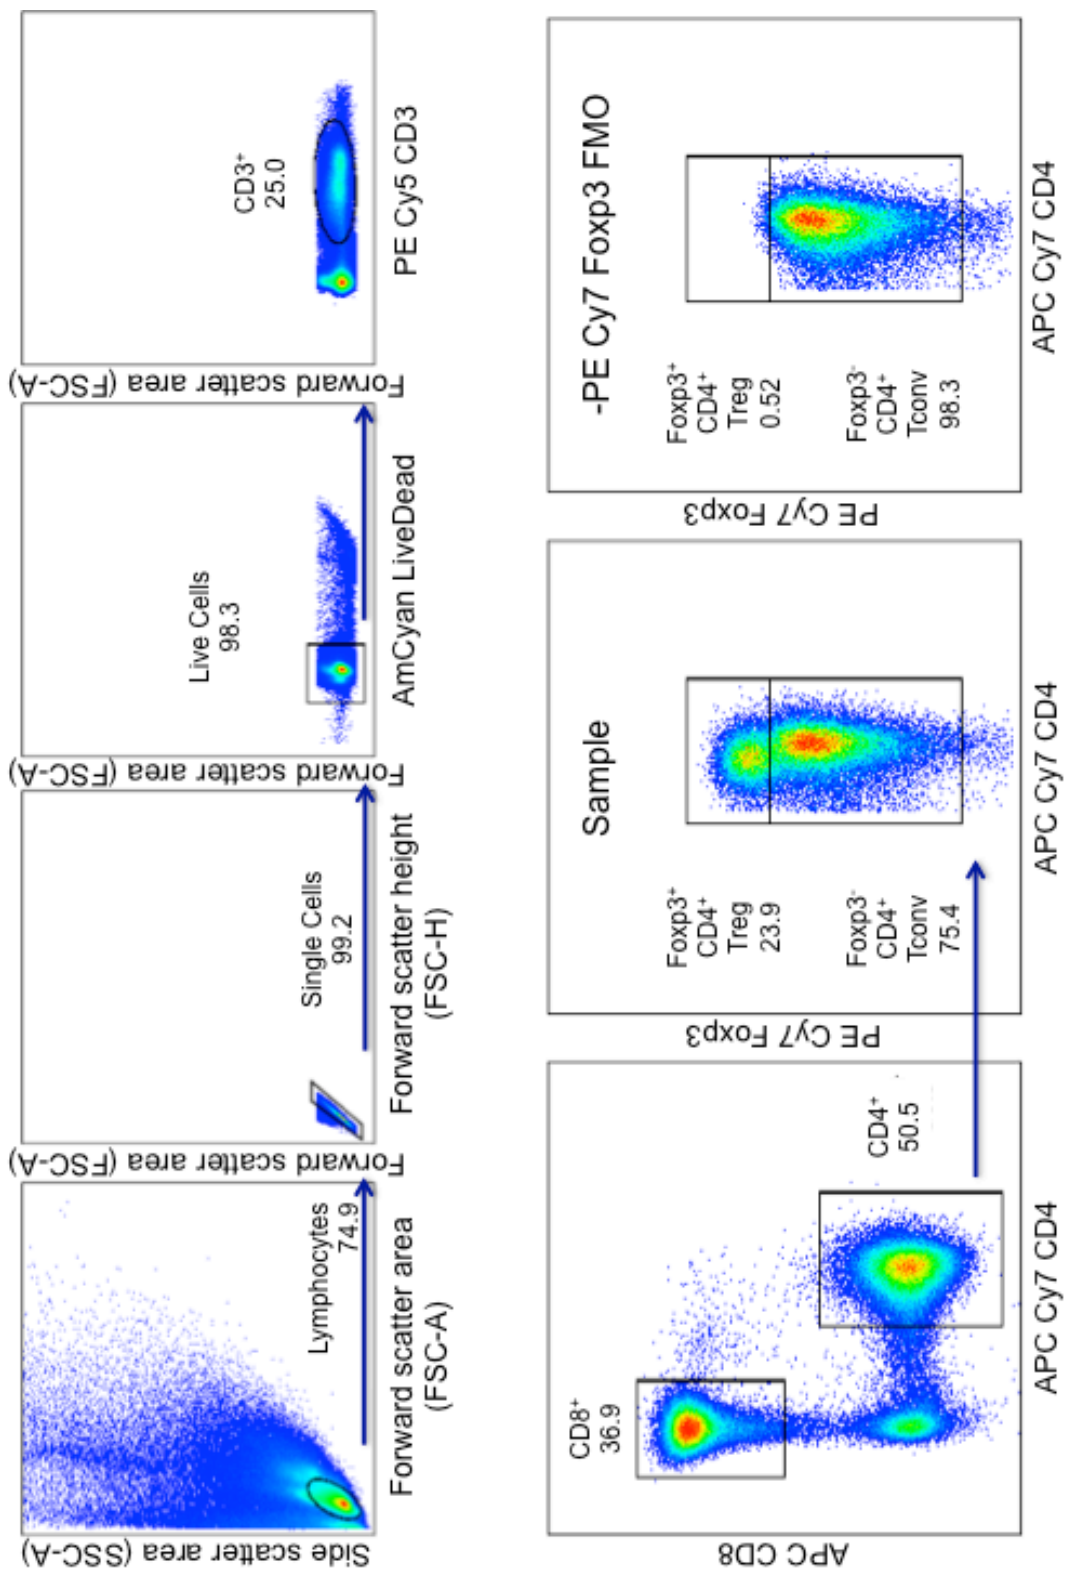 Side scatter area (SSC-A)
Lymphocytes
74.9
Forward scatter area
(FSC-A)
Forward scatter area (FSC-A)
Single Cells
99.2
Forward scatter height
(FSC-H)
Forward scatter area (FSC-A)
Live Cells
98.3
AmCyan LiveDead
Forward scatter area (FSC-A)
CD3⁺
25.0
PE Cy5 CD3
APC CD8
CD8⁺
36.9
CD4⁺
50.5
APC Cy7 CD4
PE Cy7 Foxp3
Sample
Foxp3⁺
CD4⁺
Treg
23.9
Foxp3⁻
CD4⁺
Tconv
75.4
APC Cy7 CD4
PE Cy7 Foxp3
-PE Cy7 Foxp3 FMO
Foxp3⁺
CD4⁺
Treg
0.52
Foxp3⁻
CD4⁺
Tconv
98.3
APC Cy7 CD4